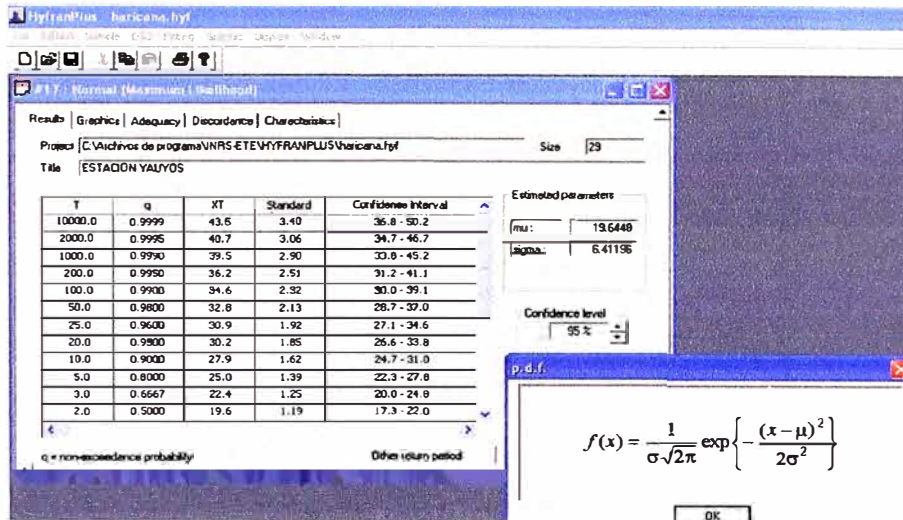 HyfranPlus haricana.hyf
#17 : Normal (Maximum Likelihood)
Results Graphics Adequacy Discordance Characteristics
Project C:\Archivos de programa\INRS-ETE\HYFRANPLUS\haricana.hyf Size 29
Title ESTACIÓN YAUYOS
T q XT Standard Confidense Interval
10000.0 0.9999 43.5 3.40 36.8 - 50.2
2000.0 0.9995 40.7 3.06 34.7 - 46.7
1000.0 0.9990 39.5 2.90 33.8 - 45.2
200.0 0.9950 36.2 2.51 31.2 - 41.1
100.0 0.9900 34.6 2.32 30.0 - 39.1
50.0 0.9800 32.8 2.13 28.7 - 37.0
25.0 0.9600 30.9 1.92 27.1 - 34.6
20.0 0.9500 30.2 1.85 26.6 - 33.8
10.0 0.9000 27.9 1.62 24.7 - 31.0
5.0 0.8000 25.0 1.39 22.3 - 27.8
3.0 0.6667 22.4 1.25 20.0 - 24.8
2.0 0.5000 19.6 1.19 17.3 - 22.0
q = non-exceedance probability
Other return period
Estimated parameters
mu : 19.6448
sigma : 6.41196
Confidence level
95 %
p.d.f.
f(x) = 1 / σ√2π exp{ - (x-μ)² / 2σ² }
OK